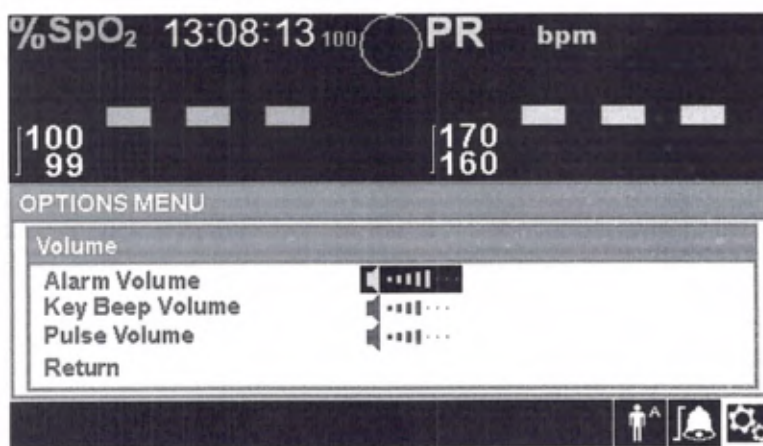 %SpO₂ 13:08:13 100 PR bpm
--- ---
100 170
99 160
OPTIONS MENU
Volume
Alarm Volume
Key Beep Volume
Pulse Volume
Return
A